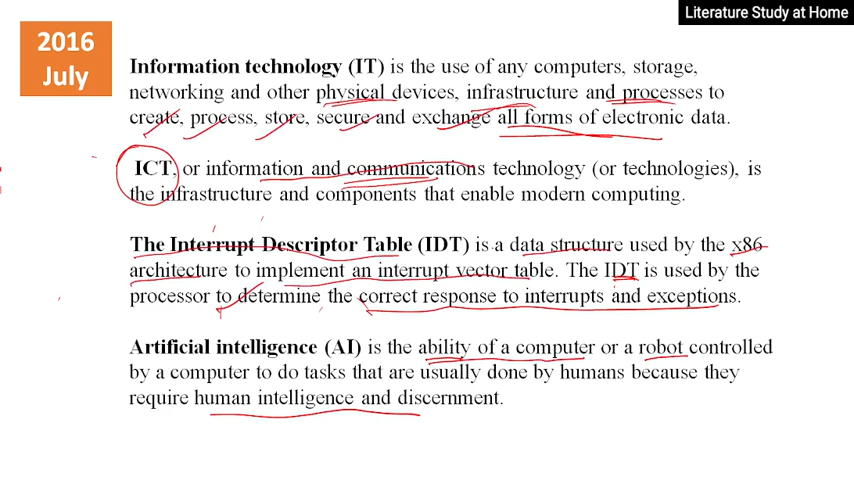 Literature Study at Home
2016
July
Information technology (IT) is the use of any computers, storage,
networking and other physical devices, infrastructure and processes to
create, process, store, secure and exchange all forms of electronic data.
ICT, or information and communications technology (or technologies), is
the infrastructure and components that enable modern computing.
The Interrupt Descriptor Table (IDT) is a data structure used by the x86
architecture to implement an interrupt vector table. The IDT is used by the
processor to determine the correct response to interrupts and exceptions.
Artificial intelligence (AI) is the ability of a computer or a robot controlled
by a computer to do tasks that are usually done by humans because they
require human intelligence and discernment.